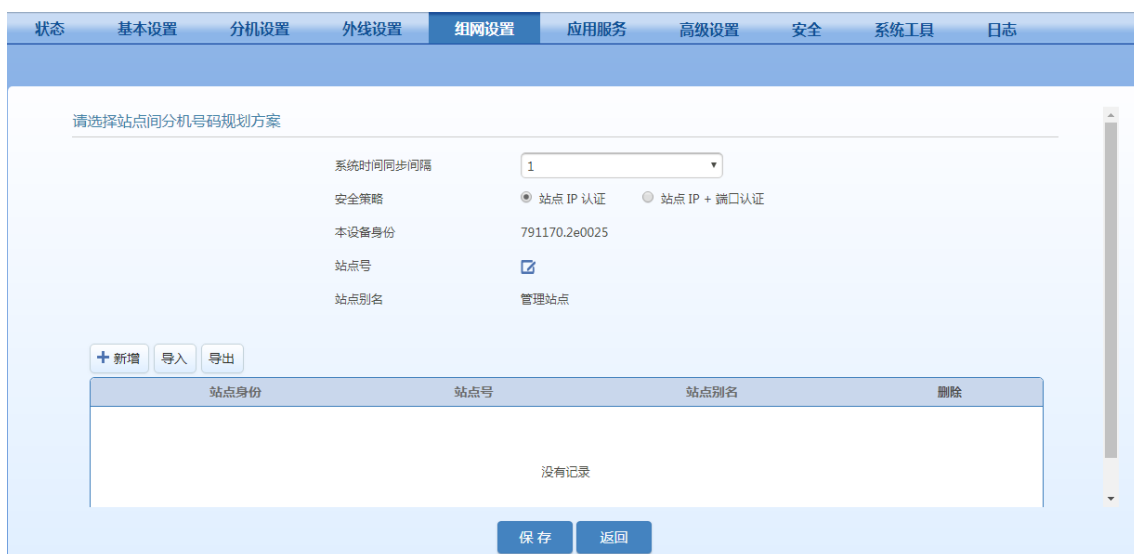 状态 基本设置 分机设置 外线设置 组网设置 应用服务 高级设置 安全 系统工具 日志
请选择站点间分机号码规划方案
系统时间同步间隔 1
安全策略 站点 IP 认证 站点 IP + 端口认证
本设备身份 791170.2e0025
站点号
站点别名 管理站点
新增 导入 导出
站点身份 站点号 站点别名 删除
没有记录
保存 返回